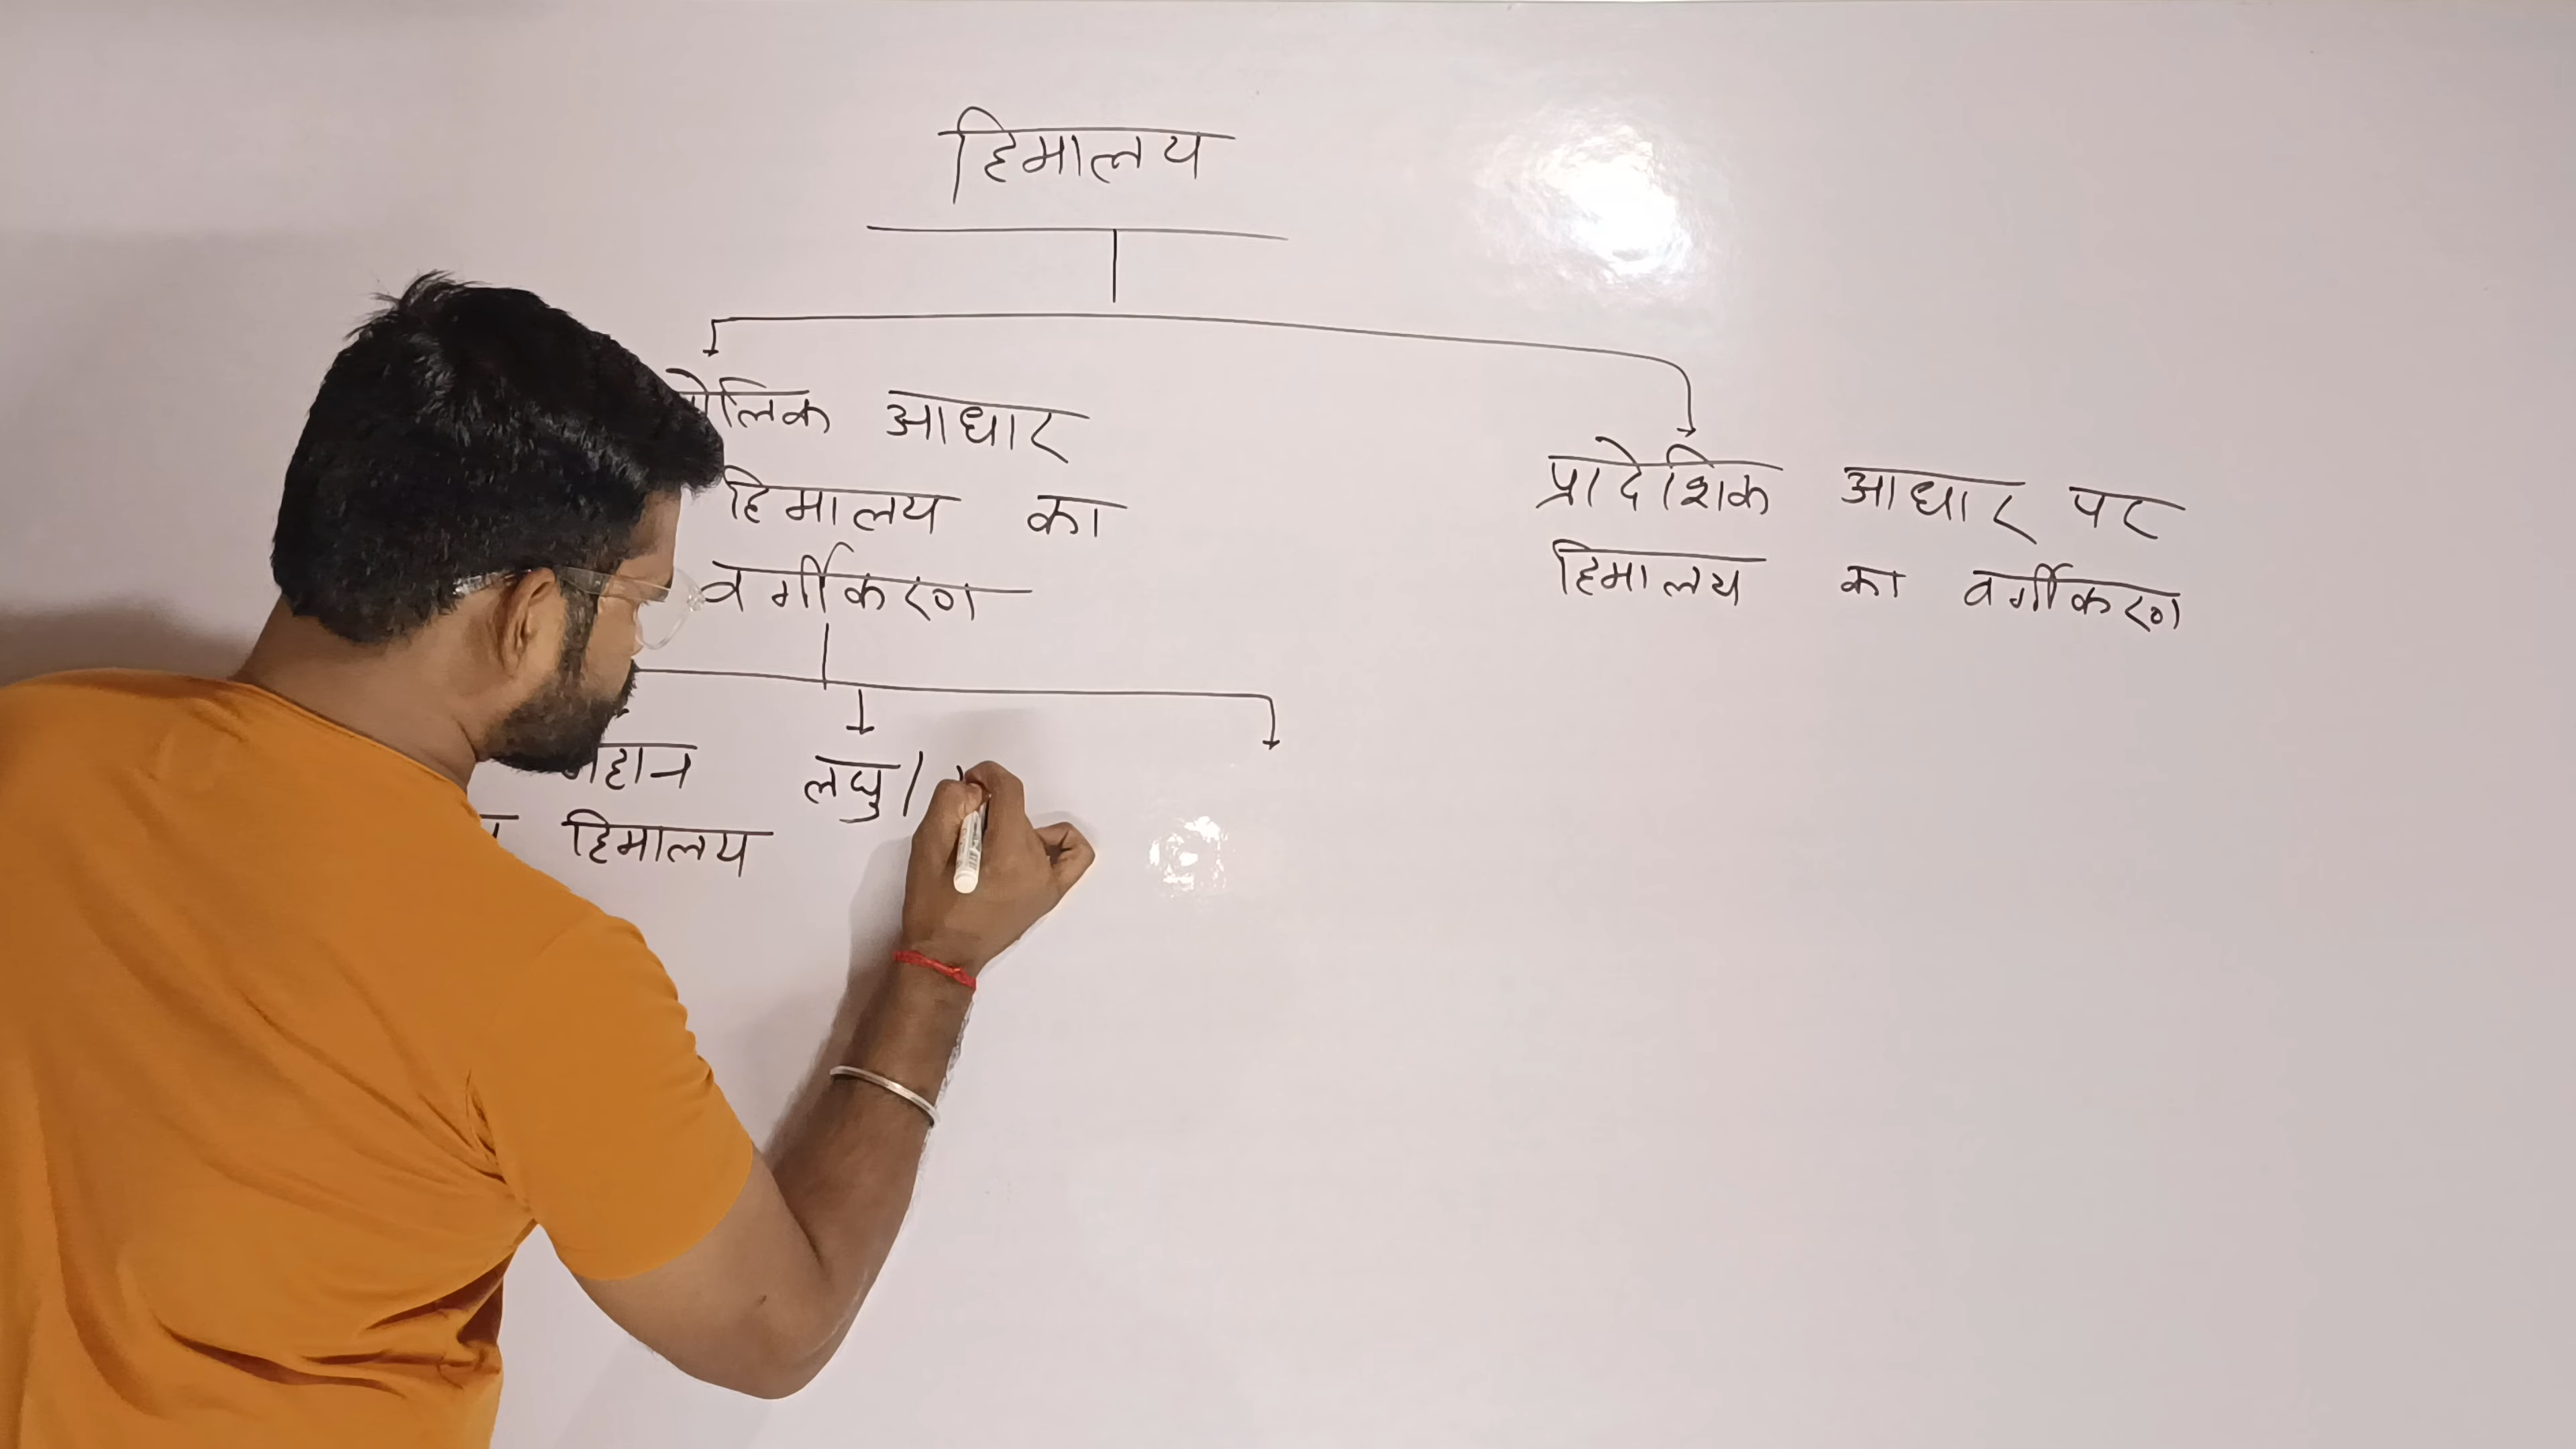 हिमालय
आधार
हिमालय का
वर्गीकरण
प्रादेशिक आधार पर
हिमालय का वर्गीकरण
लघु/
हिमालय